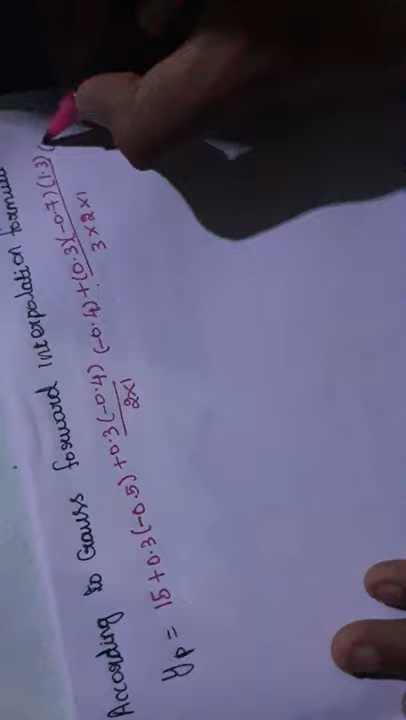 According to Gauss forward interpolation formula
yp = 15 + 0.3(-0.5) + 0.3(-0.4)/2×1 (-0.4) + (0.3)(-0.7)(1.3)/3×2×1 (